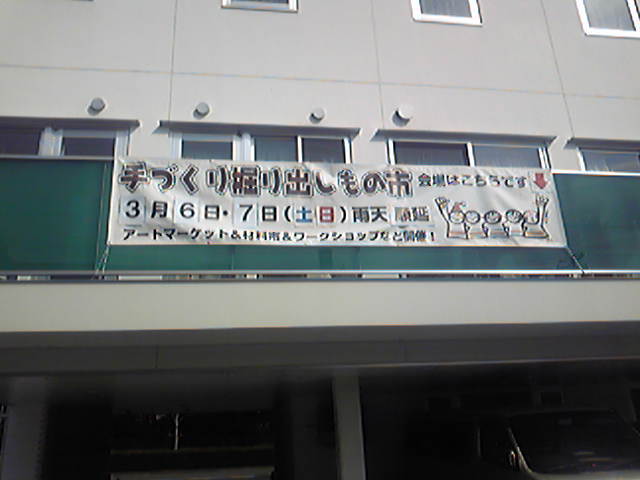 手づくり掘り出しもの市 会場はこちらです
3月6日・7日(土日)雨天順延
アートマーケット&材料市&ワークショップなど開催!